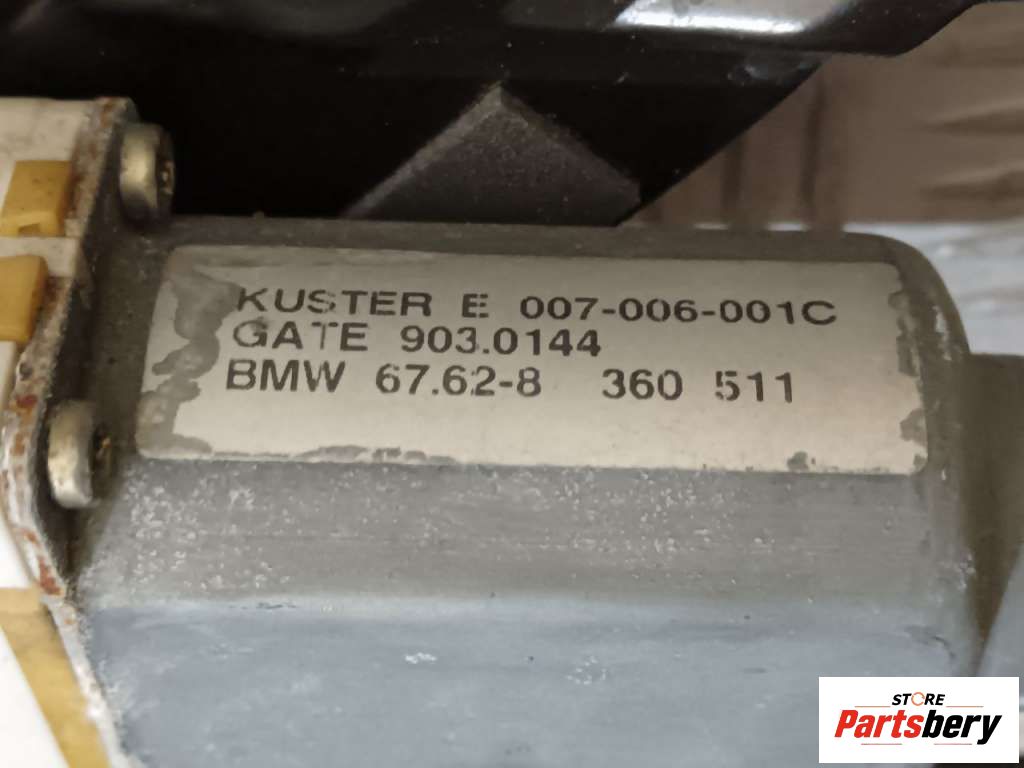 KUSTER E 007-006-001C
GATE 903.0144
BMW 67.62-8 360 511
STORE
Partsbery